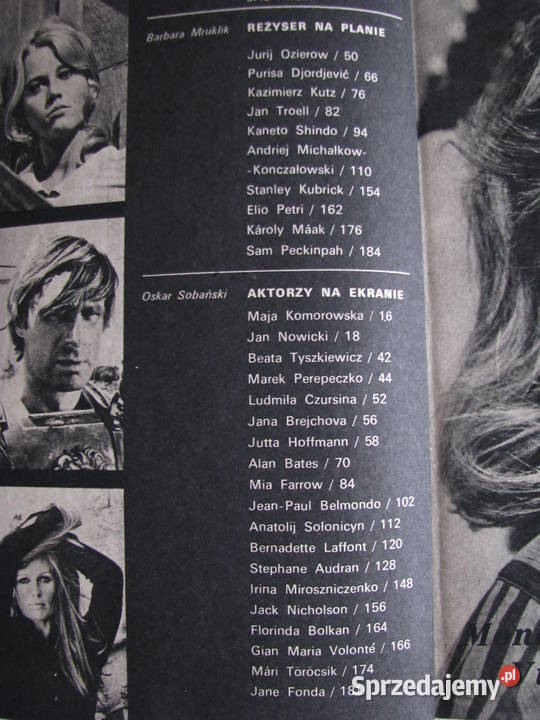 Barbara Mruklik REŻYSER NA PLANIE
Jurij Ozierow / 50
Purisa Djordjević / 66
Kazimierz Kutz / 76
Jan Troell / 82
Kaneto Shindo / 94
Andriej Michałkow-
-Konczałowski / 110
Stanley Kubrick / 154
Elio Petri / 162
Károly Máak / 176
Sam Peckinpah / 184
Oskar Sobański AKTORZY NA EKRANIE
Maja Komorowska / 16
Jan Nowicki / 18
Beata Tyszkiewicz / 42
Marek Perepeczko / 44
Ludmiła Czursina / 52
Jana Brejchova / 56
Jutta Hoffmann / 58
Alan Bates / 70
Mia Farrow / 84
Jean-Paul Belmondo / 102
Anatolij Sołonicyn / 112
Bernadette Laffont / 120
Stephane Audran / 128
Irina Miroszniczenko / 148
Jack Nicholson / 156
Florinda Bolkan / 164
Gian Maria Volonté / 166
Mári Töröcsik / 174
Jane Fonda /
Sprzedajemy.pl